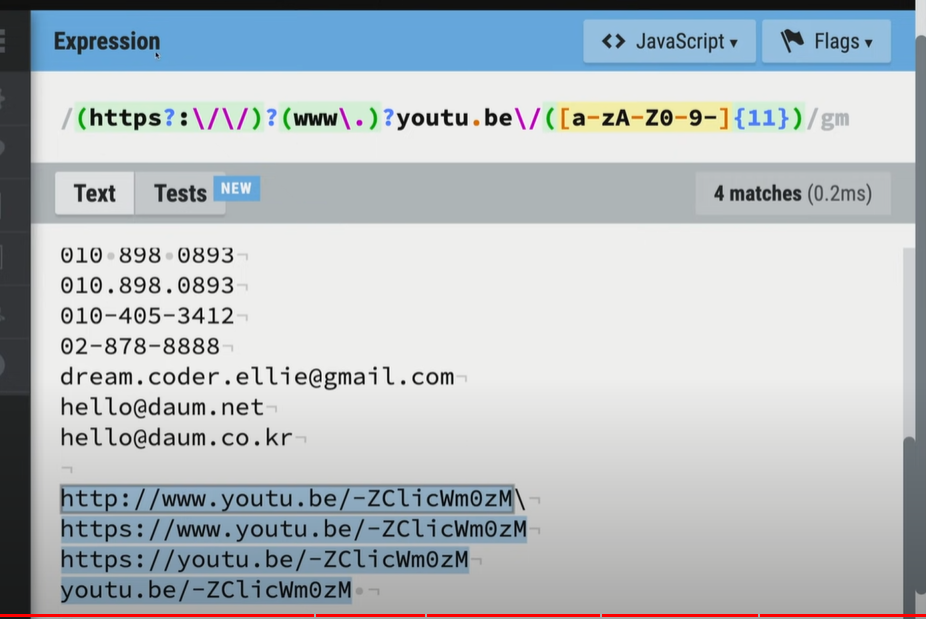 Expression
<> JavaScript ▾
Flags ▾
/(https?:\/\/)?(www\.)?youtu.be\/([a-zA-Z0-9-]{11})/gm
Text
Tests
NEW
4 matches (0.2ms)
010 898 0893
010.898.0893
010-405-3412
02-878-8888
dream.coder.ellie@gmail.com
hello@daum.net
hello@daum.co.kr
http://www.youtu.be/-ZClicWm0zM\
https://www.youtu.be/-ZClicWm0zM
https://youtu.be/-ZClicWm0zM
youtu.be/-ZClicWm0zM